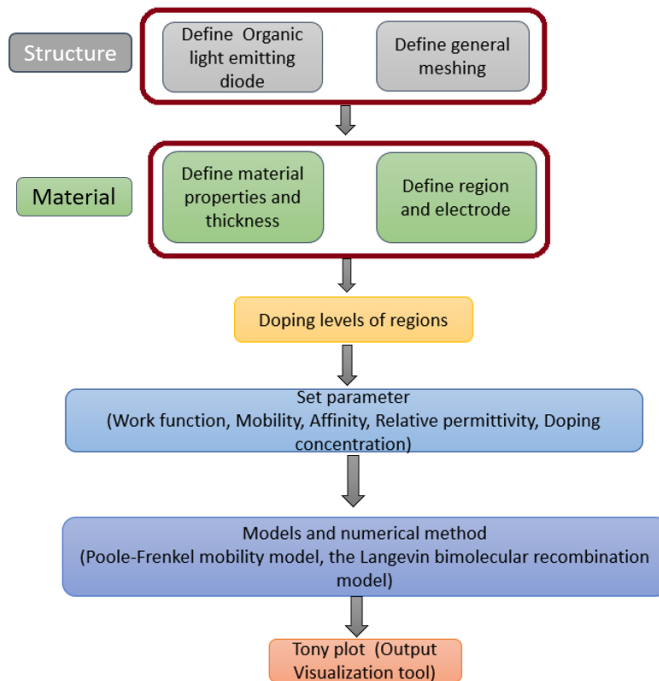 Structure
Define Organic
light emitting
diode
Define general
meshing
Material
Define material
properties and
thickness
Define region
and electrode
Doping levels of regions
Set parameter
(Work function, Mobility, Affinity, Relative permittivity, Doping
concentration)
Models and numerical method
(Poole-Frenkel mobility model, the Langevin bimolecular recombination
model)
Tony plot (Output
Visualization tool)